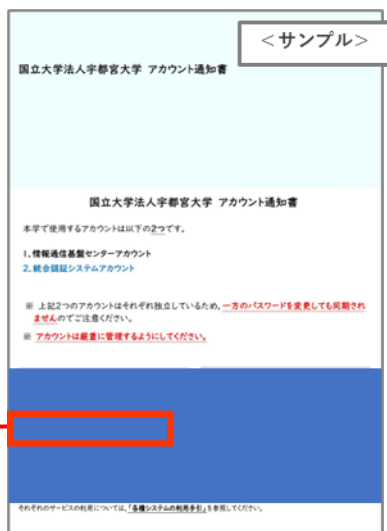 ＜サンプル＞
国立大学法人宇都宮大学 アカウント通知書
国立大学法人宇都宮大学 アカウント通知書
本学で使用するアカウントは以下の2つです。
1.情報通信基盤センターアカウント
2.統合認証システムアカウント
※ 上記2つのアカウントはそれぞれ独立しているため，一方のパスワードを変更しても同期され
ませんのでご注意ください。
※ アカウントは厳重に管理するようにしてください。
それぞれのサービスの利用については，「各種システムの利用手引」を参照してください。